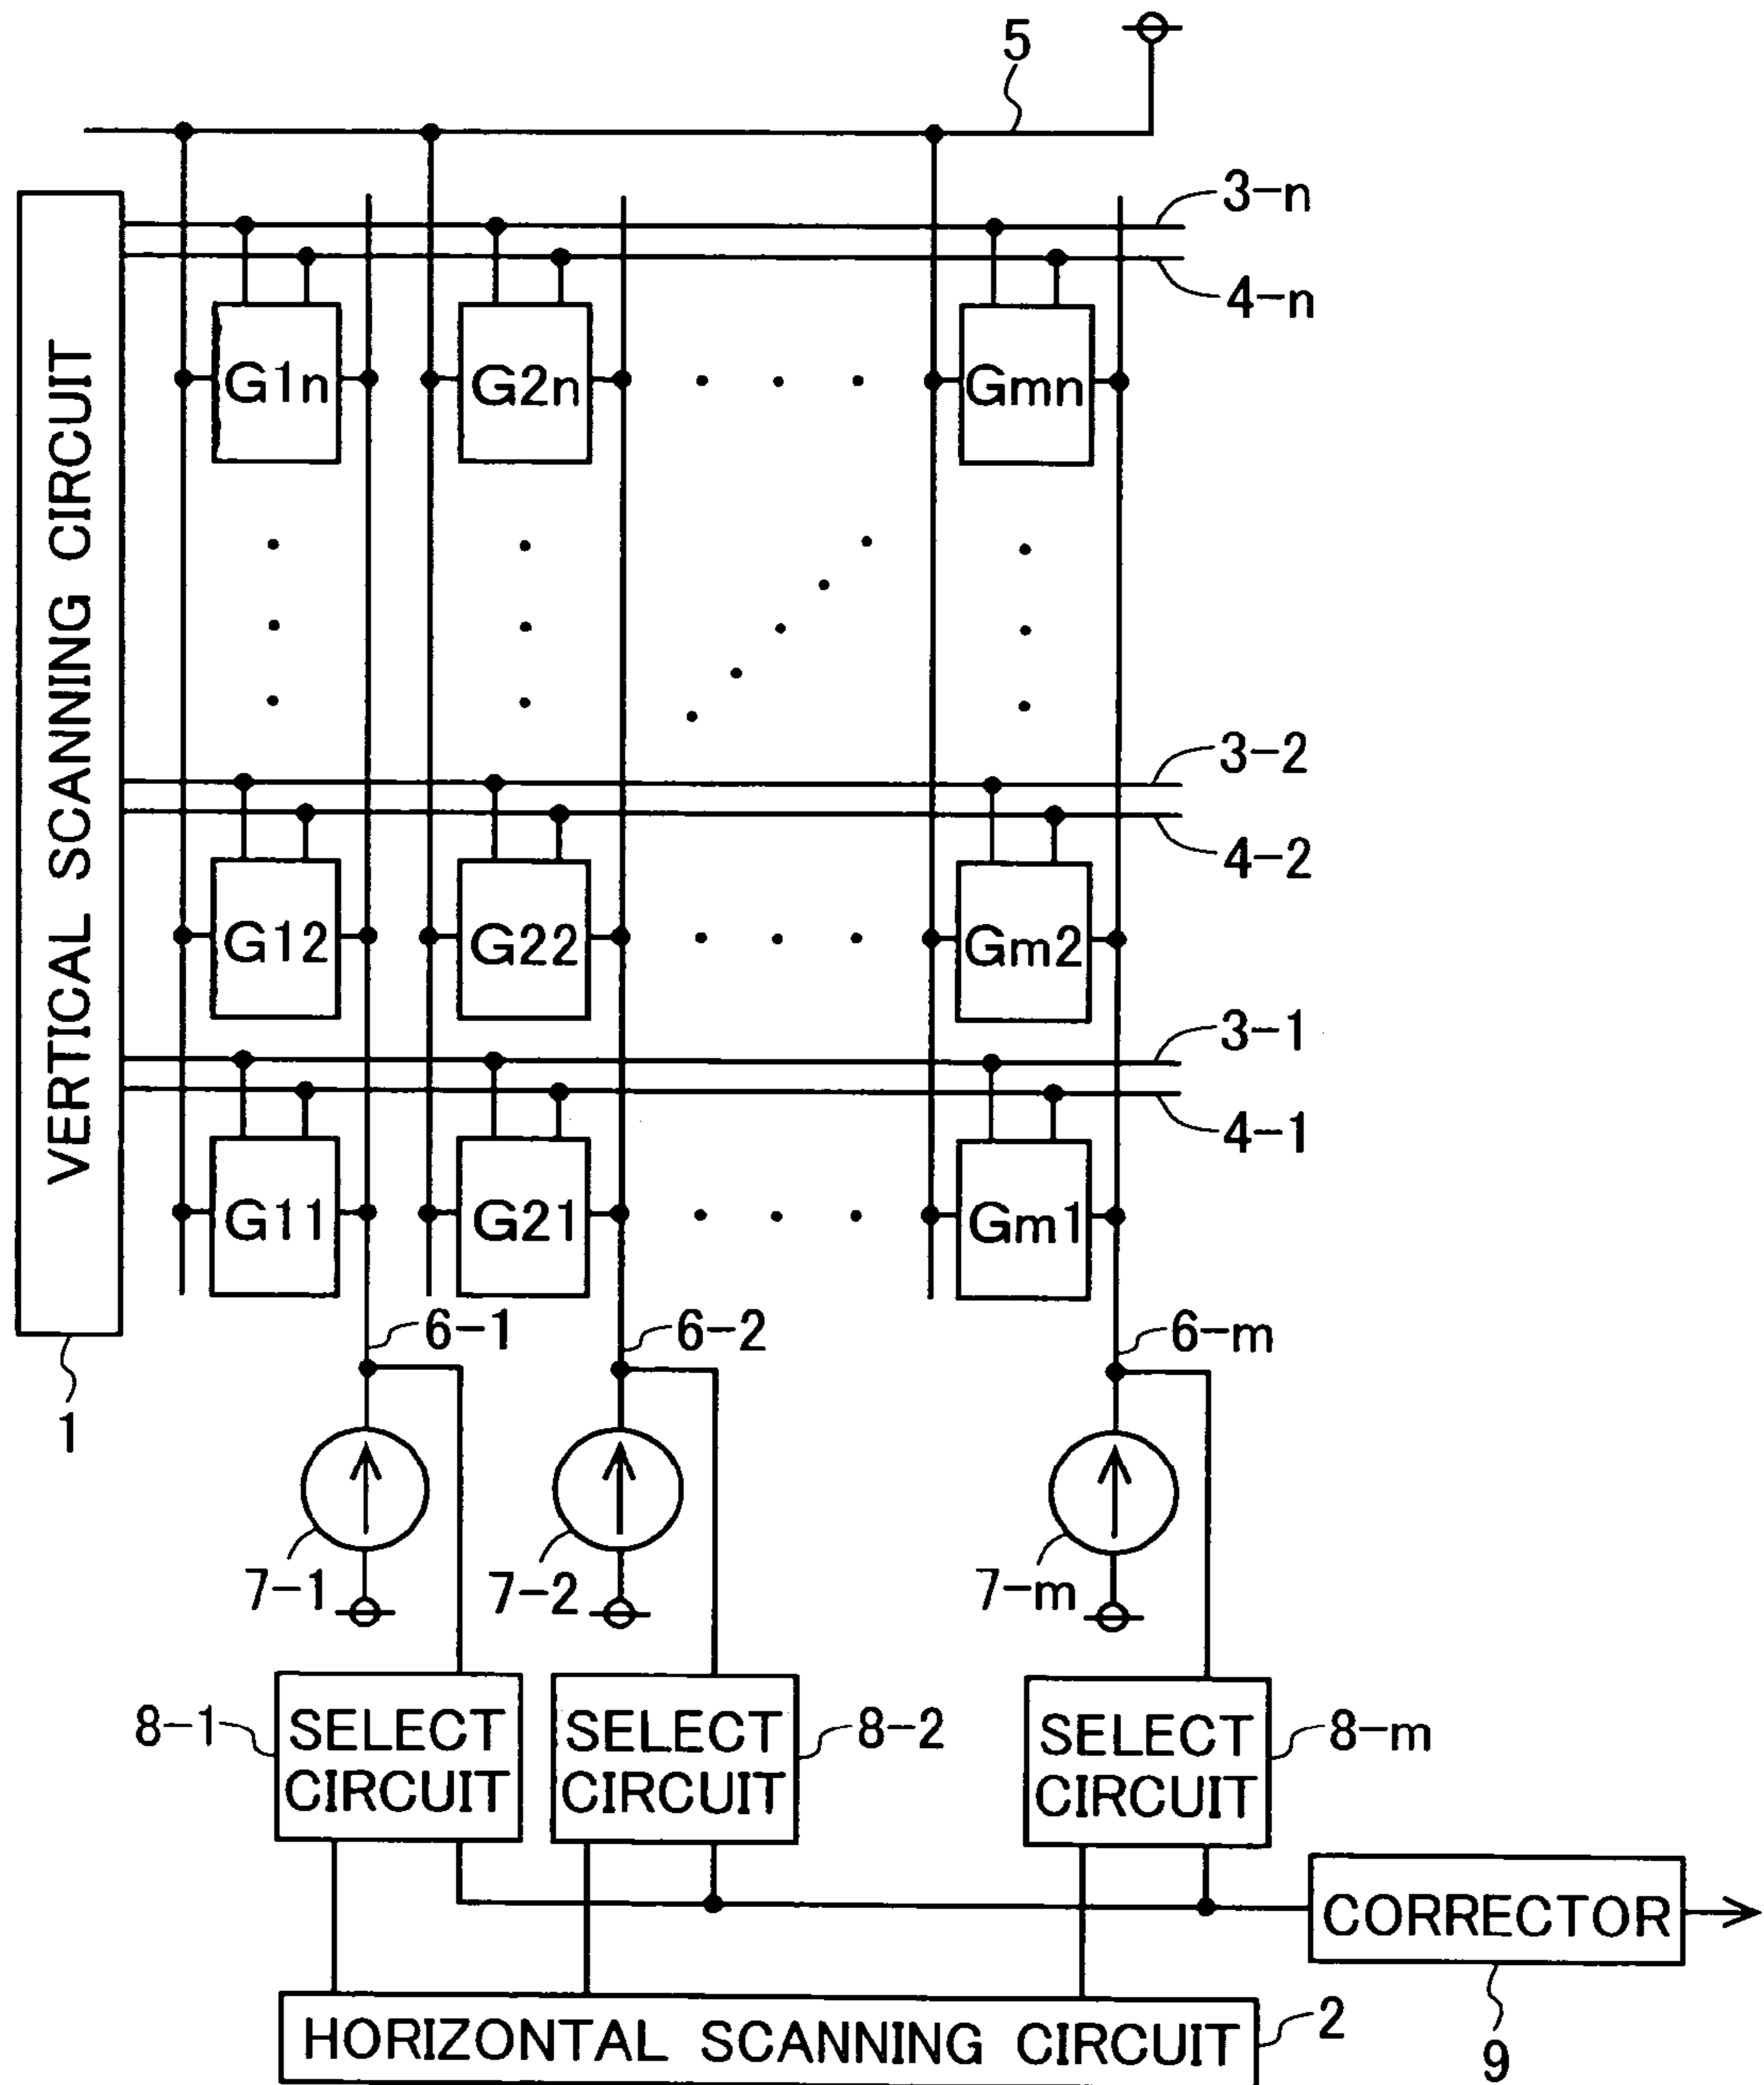 5
3-n
4-n
G1n G2n Gmn
VERTICAL SCANNING CIRCUIT
3-2
4-2
G12 G22 Gm2
3-1
4-1
G11 G21 Gm1
6-1 6-2 6-m
1
7-1 7-2 7-m
8-1 SELECT CIRCUIT
SELECT CIRCUIT 8-2
SELECT CIRCUIT 8-m
CORRECTOR
HORIZONTAL SCANNING CIRCUIT 2
9